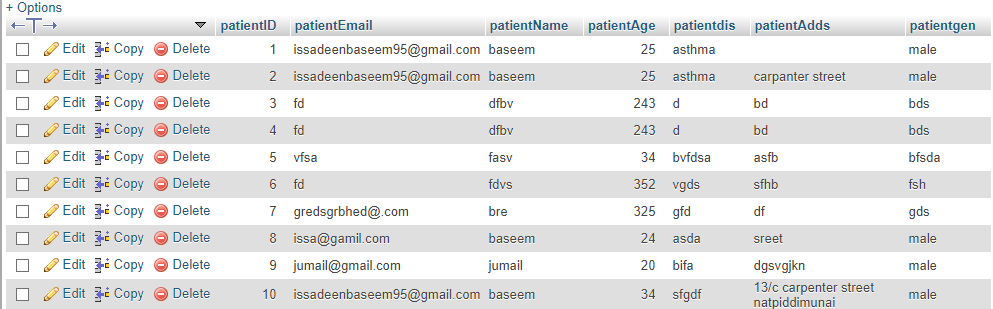 + Options
patientID patientEmail patientName patientAge patientdis patientAdds patientgen
Edit Copy Delete 1 issadeenbaseem95@gmail.com baseem 25 asthma male
Edit Copy Delete 2 issadeenbaseem95@gmail.com baseem 25 asthma carpanter street male
Edit Copy Delete 3 fd dfbv 243 d bd bds
Edit Copy Delete 4 fd dfbv 243 d bd bds
Edit Copy Delete 5 vfsa fasv 34 bvfdsa asfb bfsda
Edit Copy Delete 6 fd fdvs 352 vgds sfhb fsh
Edit Copy Delete 7 gredsgrbhed@.com bre 325 gfd df gds
Edit Copy Delete 8 issa@gamil.com baseem 24 asda sreet male
Edit Copy Delete 9 jumail@gmail.com jumail 20 bifa dgsvgjkn male
Edit Copy Delete 10 issadeenbaseem95@gmail.com baseem 34 sfgdf 13/c carpenter street male
natpiddimunai